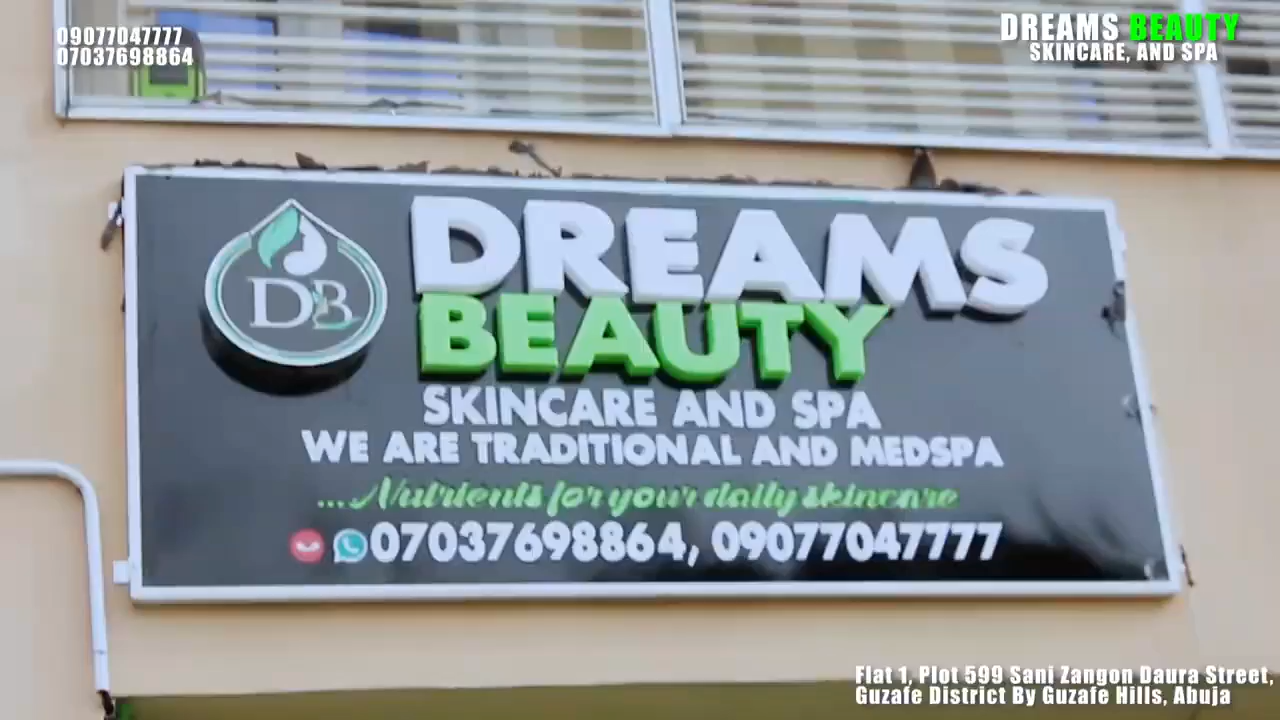 09077047777
07037698864
DREAMS BEAUTY
SKINCARE, AND SPA
DB
DREAMS
BEAUTY
SKINCARE AND SPA
WE ARE TRADITIONAL AND MEDSPA
...Nutrients for your daily skincare
07037698864, 09077047777
Flat 1, Plot 599 Sani Zangon Daura Street,
Guzafe District By Guzafe Hills, Abuja